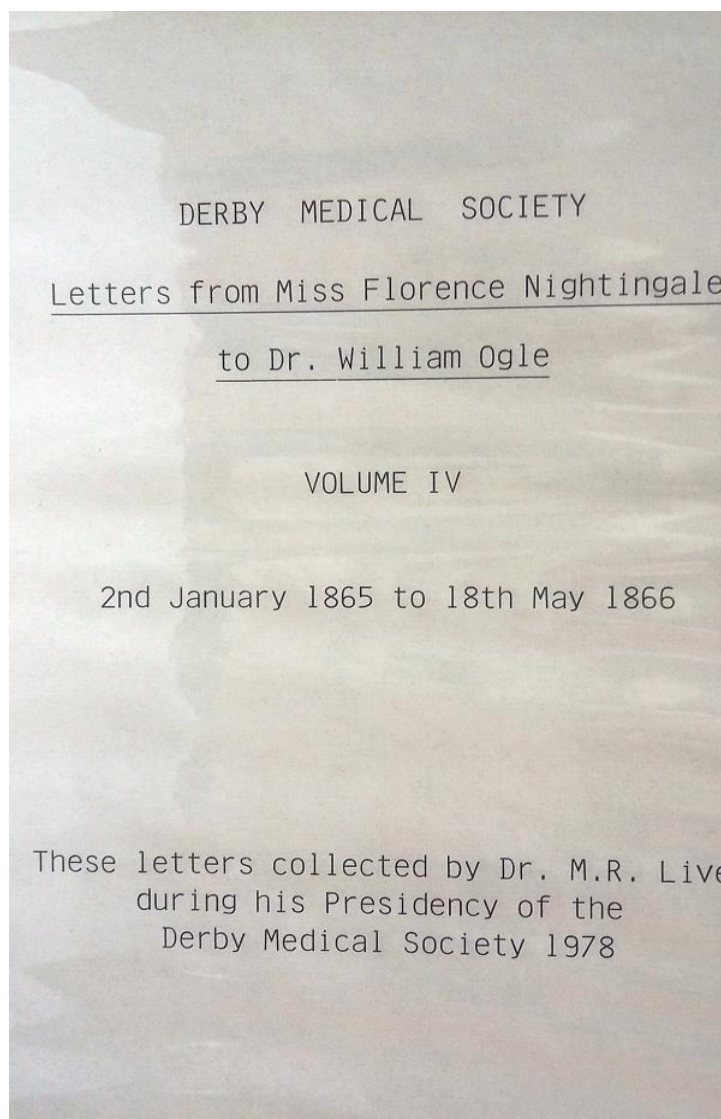 DERBY MEDICAL SOCIETY
Letters from Miss Florence Nightingale
to Dr. William Ogle
VOLUME IV
2nd January 1865 to 18th May 1866
These letters collected by Dr. M.R.
during his Presidency of the
Derby Medical Society 1978